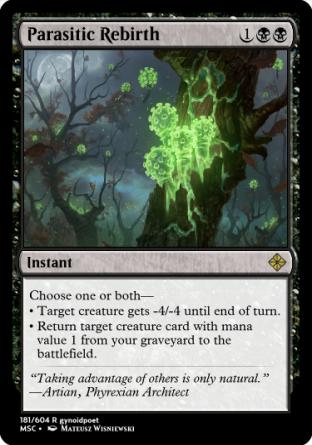 Parasitic Rebirth 1
Instant
Choose one or both—
• Target creature gets -4/-4 until end of turn.
• Return target creature card with mana
value 1 from your graveyard to the
battlefield.
“Taking advantage of others is only natural.”
—Artian, Phyrexian Architect
181/604 R gynoidpoet
MSC • Mateusz Wisniewski